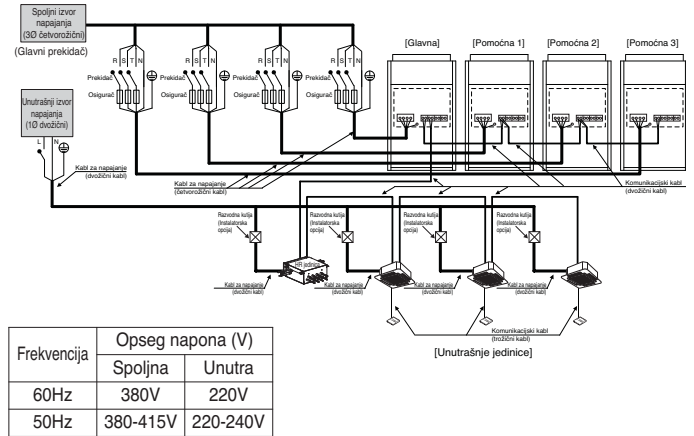 Spoljni izvor
napajanja
(3Ø četvorožični)
(Glavni prekidač)
R S T N
R S T N
R S T N
R S T N
Prekidač
Prekidač
Prekidač
Prekidač
Osigurač
Osigurač
Osigurač
Osigurač
[Glavna]
[Pomoćna 1]
[Pomoćna 2]
[Pomoćna 3]
Unutrašnji izvor
napajanja
(1Ø dvožični)
L N
Kabl za napajanje
(dvožični kabl)
Kabl za napajanje
(četvorožični kabl)
Komunikacijski kabl
(dvožični kabl)
Razvodna kutija
(Instalatorska
opcija)
Razvodna kutija
(Instalatorska
opcija)
Razvodna kutija
(Instalatorska
opcija)
Razvodna kutija
(Instalatorska
opcija)
HR jedinica
Kabl za napajanje
(dvožični kabl)
Kabl za napajanje
(dvožični kabl)
Kabl za napajanje
(dvožični kabl)
Kabl za napajanje
(dvožični kabl)
Komunikacijski kabl
(trožični kabl)
[Unutrašnje jedinice]
Frekvencija
Opseg napona (V)
Spoljna Unutra
60Hz 380V 220V
50Hz 380-415V 220-240V